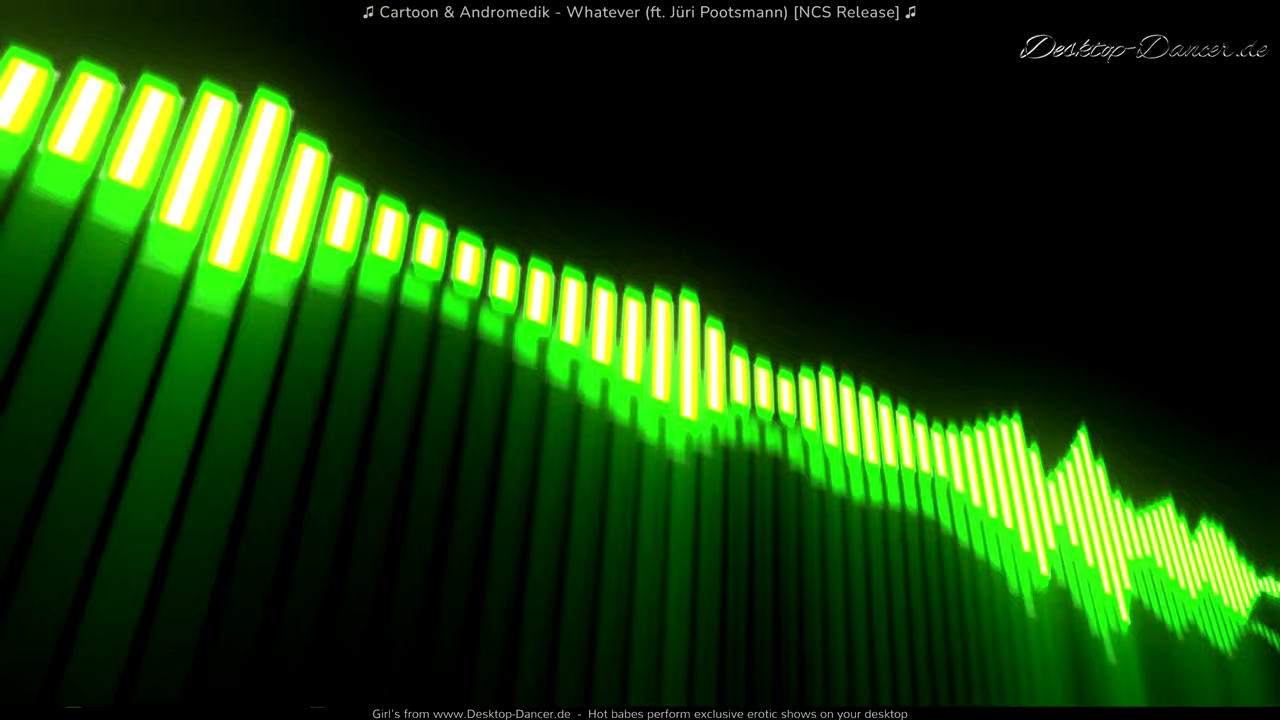 ♫ Cartoon & Andromedik - Whatever (ft. Jüri Pootsmann) [NCS Release] ♫
Desktop-Dancer.de
Girl's from www.Desktop-Dancer.de - Hot babes perform exclusive erotic shows on your desktop